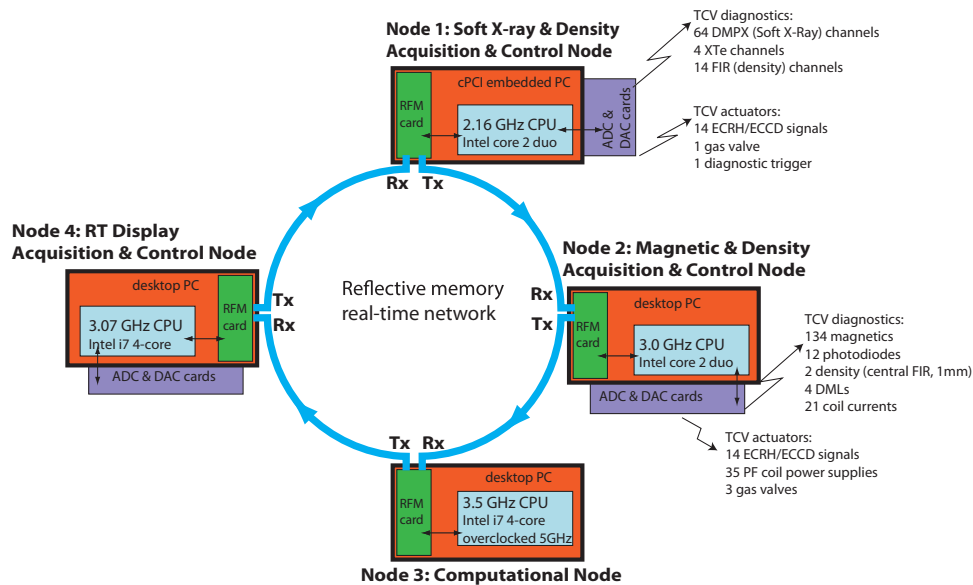 Node 1: Soft X-ray & Density
Acquisition & Control Node
cPCI embedded PC
RFM
card
2.16 GHz CPU
Intel core 2 duo
ADC &
DAC cards
Rx
Tx
TCV diagnostics:
64 DMPX (Soft X-Ray) channels
4 XTe channels
14 FIR (density) channels
TCV actuators:
14 ECRH/ECCD signals
1 gas valve
1 diagnostic trigger
Node 4: RT Display
Acquisition & Control Node
desktop PC
3.07 GHz CPU
Intel i7 4-core
RFM
card
ADC & DAC cards
Tx
Rx
Reflective memory
real-time network
Node 2: Magnetic & Density
Acquisition & Control Node
desktop PC
Rx
Tx
RFM
card
3.0 GHz CPU
Intel core 2 duo
ADC & DAC cards
TCV diagnostics:
134 magnetics
12 photodiodes
2 density (central FIR, 1mm)
4 DMLs
21 coil currents
TCV actuators:
14 ECRH/ECCD signals
35 PF coil power supplies
3 gas valves
Tx
Rx
desktop PC
RFM
card
3.5 GHz CPU
Intel i7 4-core
overclocked 5GHz
Node 3: Computational Node